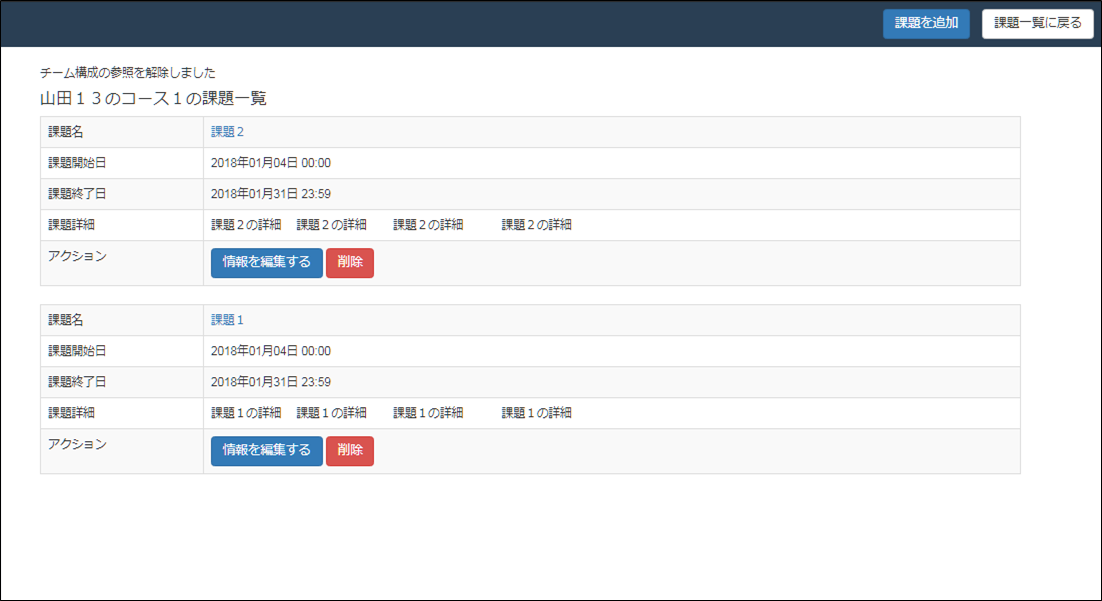 課題を追加 課題一覧に戻る
チーム構成の参照を解除しました
山田１３のコース１の課題一覧
課題名 課題２
課題開始日 2018年01月04日 00:00
課題終了日 2018年01月31日 23:59
課題詳細 課題２の詳細　課題２の詳細　　課題２の詳細　　　課題２の詳細
アクション 情報を編集する 削除
課題名 課題１
課題開始日 2018年01月04日 00:00
課題終了日 2018年01月31日 23:59
課題詳細 課題１の詳細　課題１の詳細　　課題１の詳細　　　課題１の詳細
アクション 情報を編集する 削除